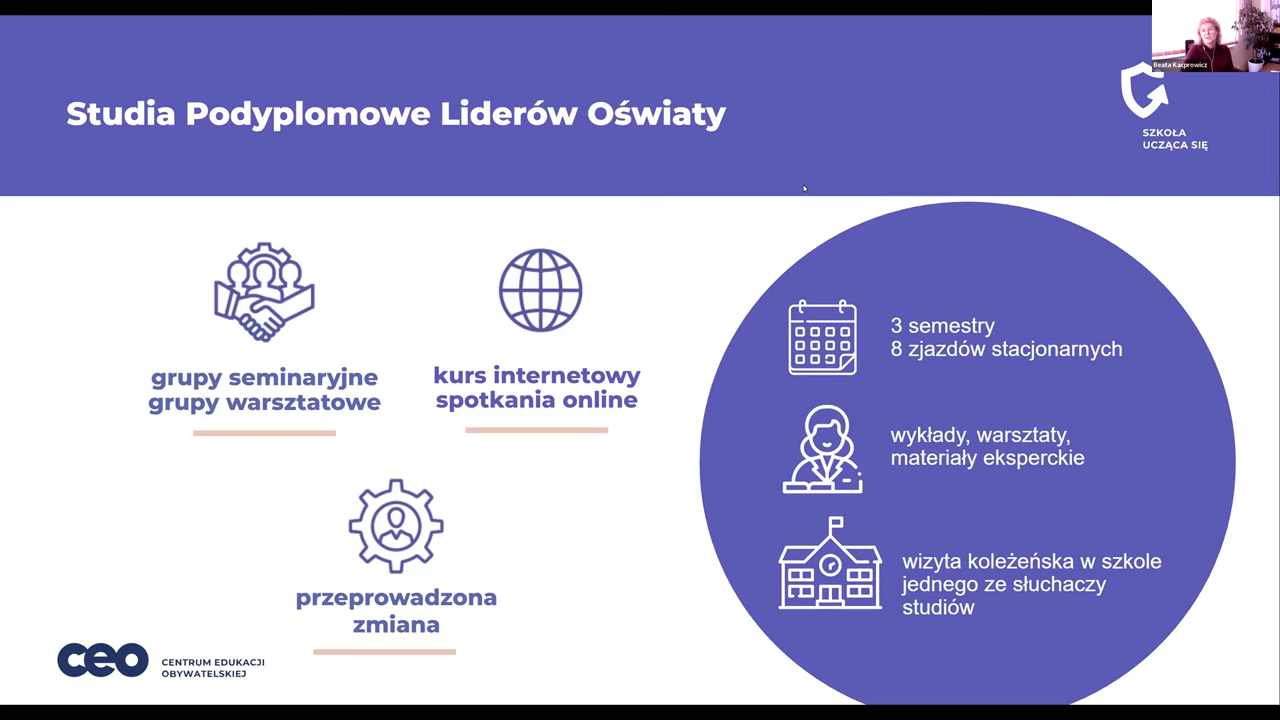 Beata Kacprowicz
Studia Podyplomowe Liderów Oświaty
SZKOŁA
UCZĄCA SIĘ
grupy seminaryjne
grupy warsztatowe
kurs internetowy
spotkania online
przeprowadzona
zmiana
3 semestry
8 zjazdów stacjonarnych
wykłady, warsztaty,
materiały eksperckie
wizyta koleżeńska w szkole
jednego ze słuchaczy
studiów
ceo
CENTRUM EDUKACJI
OBYWATELSKIEJ